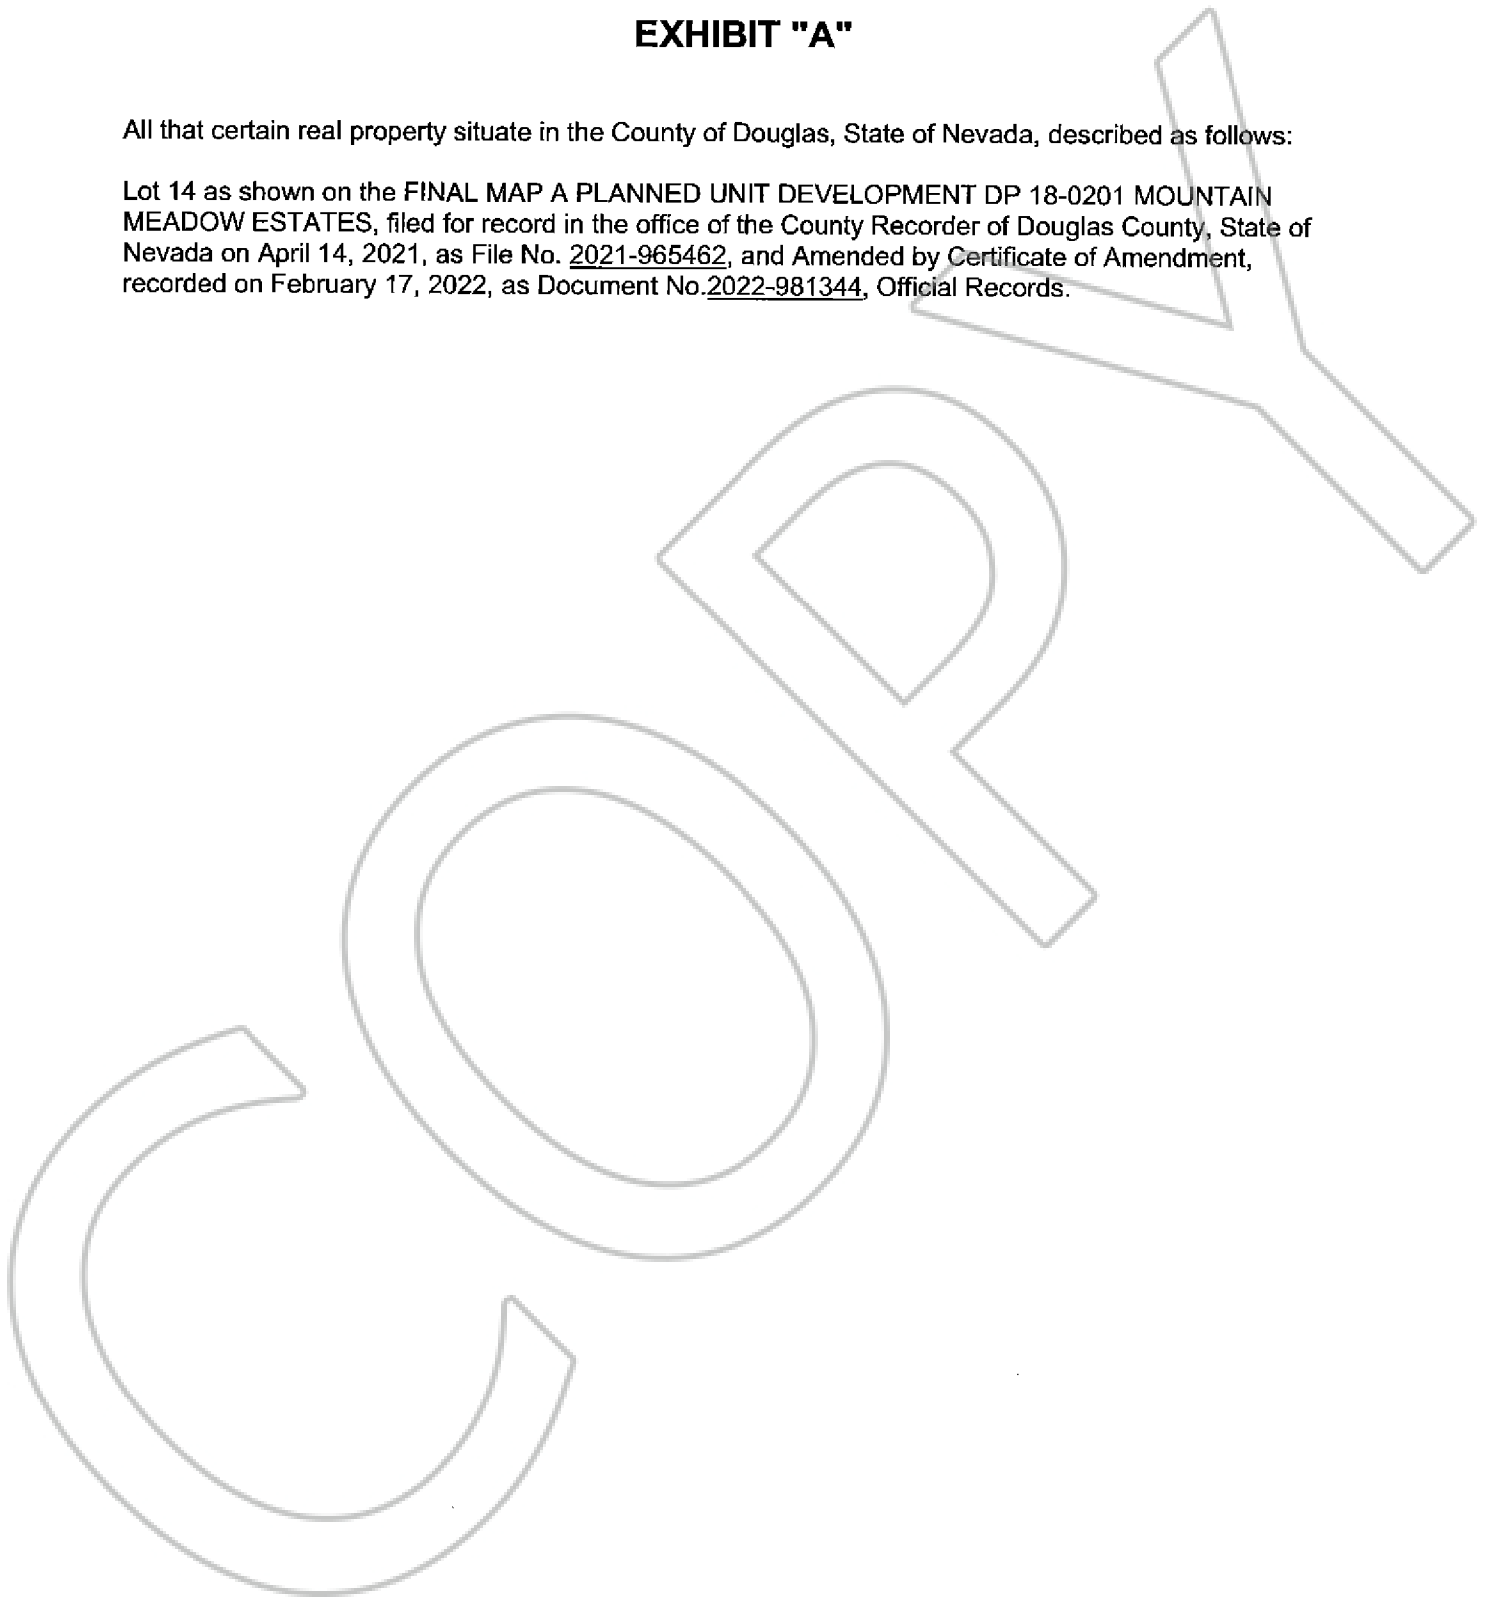 EXHIBIT "A"
All that certain real property situate in the County of Douglas, State of Nevada, described as follows:
Lot 14 as shown on the FINAL MAP A PLANNED UNIT DEVELOPMENT DP 18-0201 MOUNTAIN
MEADOW ESTATES, filed for record in the office of the County Recorder of Douglas County, State of
Nevada on April 14, 2021, as File No. 2021-965462, and Amended by Certificate of Amendment,
recorded on February 17, 2022, as Document No.2022-981344, Official Records.
COPY